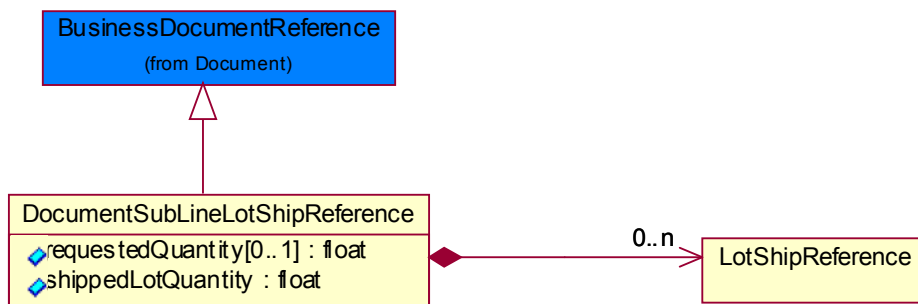 BusinessDocumentReference
(from Document)
DocumentSubLineLotShipReference
requestedQuantity[0..1] : float
shippedLotQuantity : float
0..n
LotShipReference